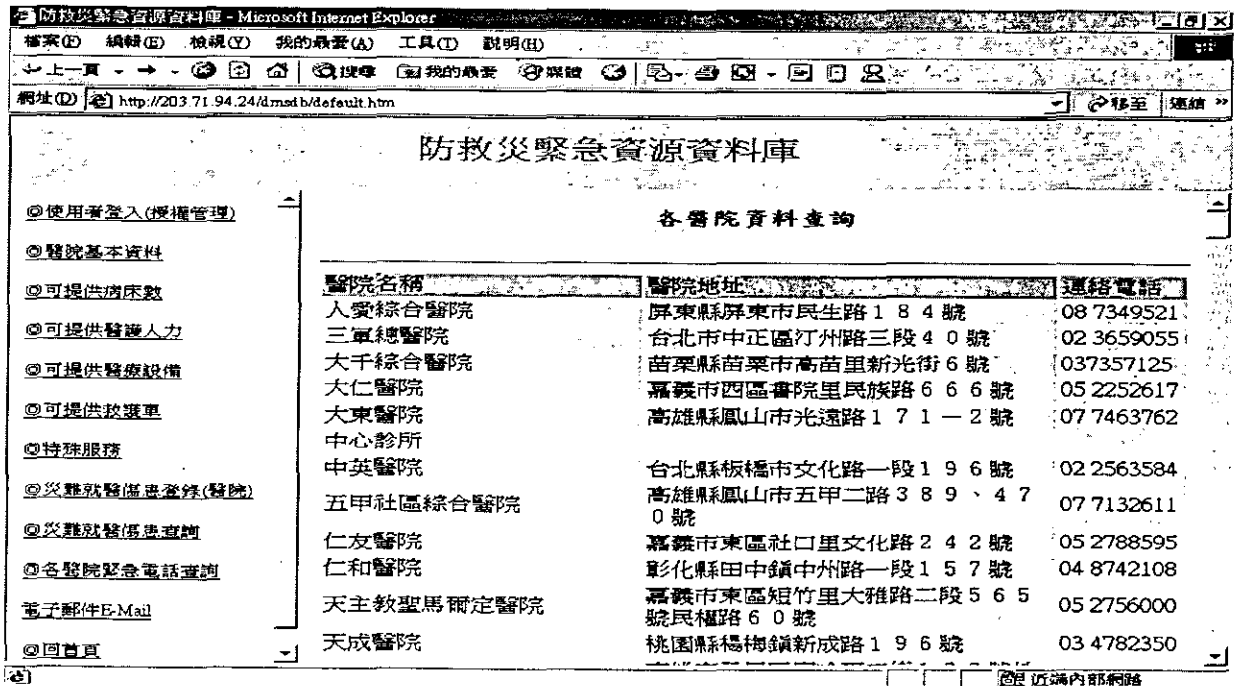 防救災緊急資源資料庫 - Microsoft Internet Explorer
檔案(F) 編輯(E) 檢視(V) 我的最愛(A) 工具(T) 說明(H)
上一頁 搜尋 我的最愛 媒體
網址(D) http://203.71.94.24/dmsdb/default.htm 移至 連結 »
防救災緊急資源資料庫
◎使用者登入(授權管理)
◎醫院基本資料
◎可提供病床數
◎可提供醫護人力
◎可提供醫療設備
◎可提供救護車
◎特殊服務
◎災難就醫傷患登錄(醫院)
◎災難就醫傷患查詢
◎各醫院緊急電話查詢
電子郵件E-Mail
◎回首頁
各醫院資料查詢
醫院名稱 醫院地址 連絡電話
人愛綜合醫院 屏東縣屏東市民生路184號 08 7349521
三軍總醫院 台北市中正區汀州路三段40號 02 3659055
大千綜合醫院 苗栗縣苗栗市高苗里新光街6號 037357125
大仁醫院 嘉義市西區書院里民族路666號 05 2252617
大東醫院 高雄縣鳳山市光遠路171-2號 07 7463762
中心診所
中英醫院 台北縣板橋市文化路一段196號 02 2563584
五甲社區綜合醫院 高雄縣鳳山市五甲二路389、47
0號 07 7132611
仁友醫院 嘉義市東區社口里文化路242號 05 2788595
仁和醫院 彰化縣田中鎮中州路一段157號 04 8742108
天主教聖馬爾定醫院 嘉義市東區短竹里大雅路二段565
號民權路60號 05 2756000
天成醫院 桃園縣楊梅鎮新成路196號 03 4782350
近端內部網路